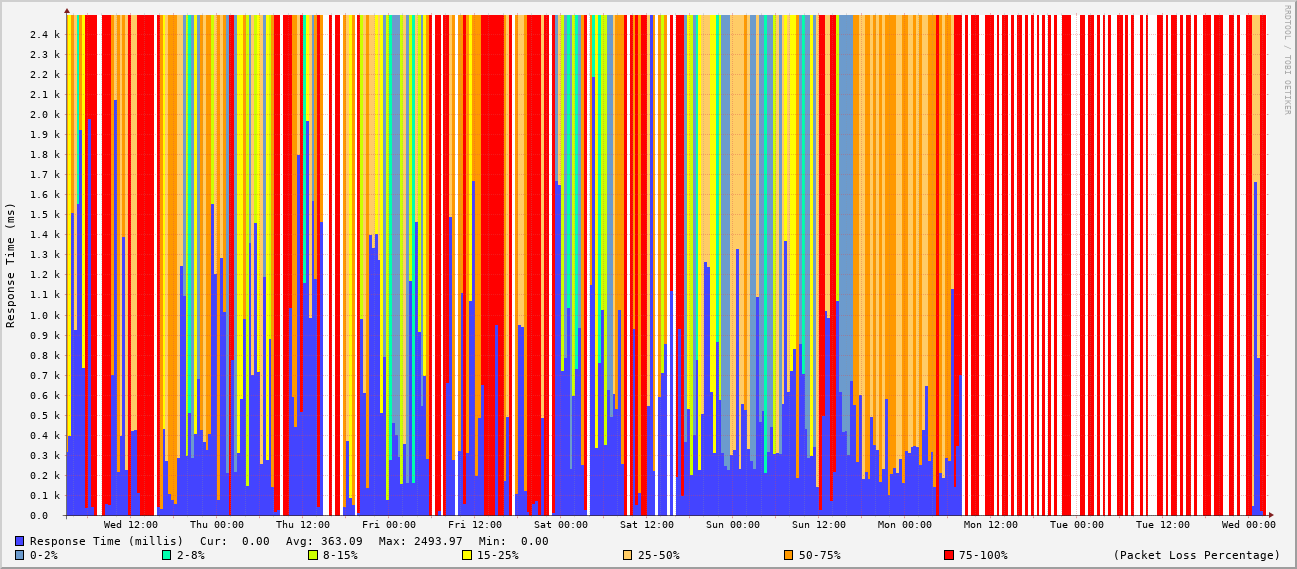 RRDTOOL / TOBI OETIKER
Response Time (ms)
2.4 k
2.3 k
2.2 k
2.1 k
2.0 k
1.9 k
1.8 k
1.7 k
1.6 k
1.5 k
1.4 k
1.3 k
1.2 k
1.1 k
1.0 k
0.9 k
0.8 k
0.7 k
0.6 k
0.5 k
0.4 k
0.3 k
0.2 k
0.1 k
0.0
Wed 12:00 Thu 00:00 Thu 12:00 Fri 00:00 Fri 12:00 Sat 00:00 Sat 12:00 Sun 00:00 Sun 12:00 Mon 00:00 Mon 12:00 Tue 00:00 Tue 12:00 Wed 00:00
Response Time (millis) Cur: 0.00 Avg: 363.09 Max: 2493.97 Min: 0.00
0-2% 2-8% 8-15% 15-25% 25-50% 50-75% 75-100% (Packet Loss Percentage)